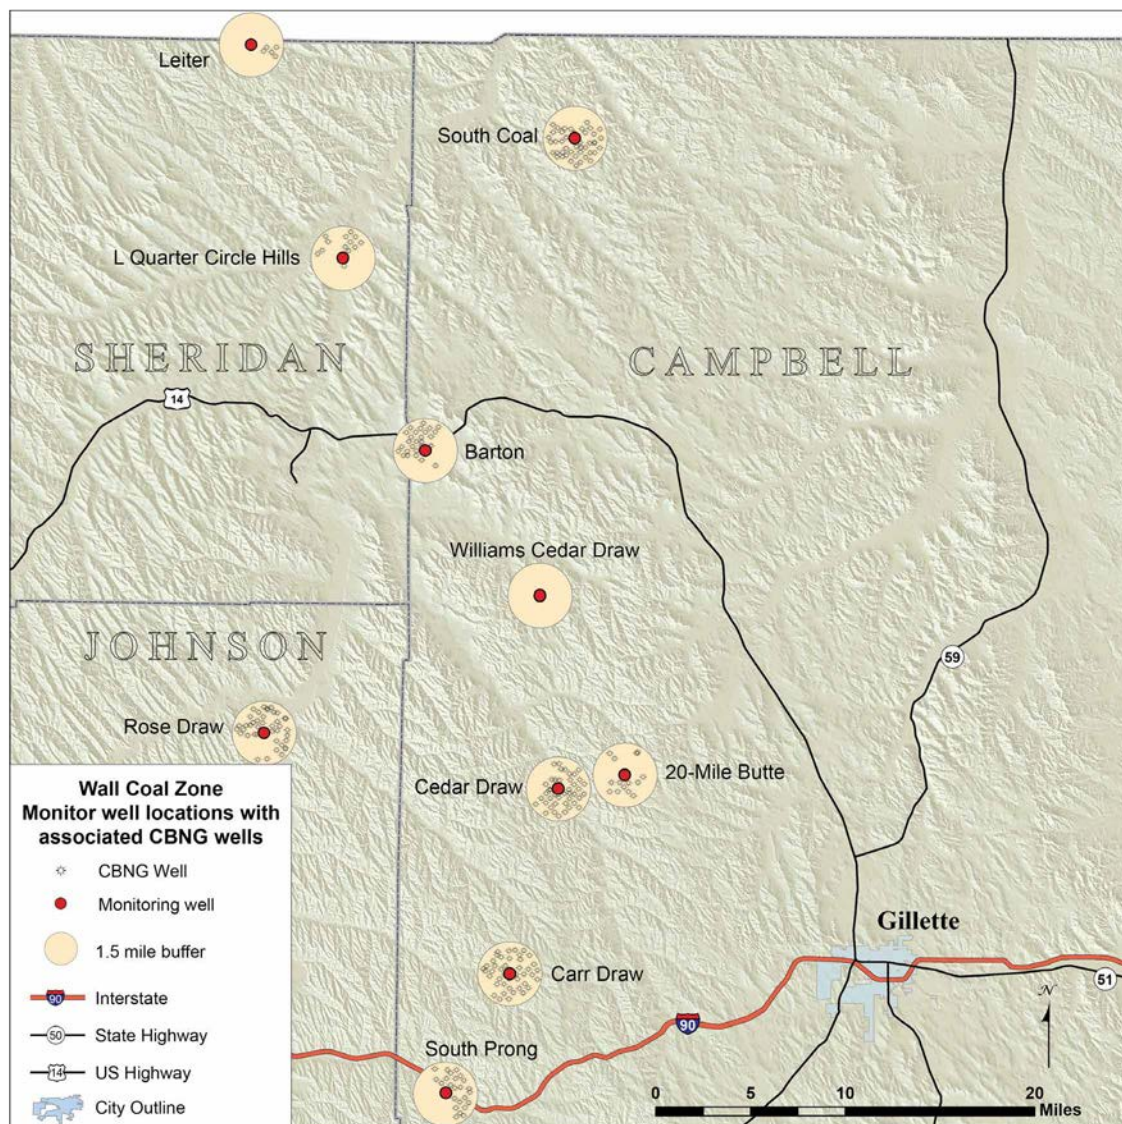 Leiter
South Coal
L Quarter Circle Hills
SHERIDAN
CAMPBELL
14
Barton
Williams Cedar Draw
JOHNSON
59
Rose Draw
Cedar Draw
20-Mile Butte
Wall Coal Zone
Monitor well locations with
associated CBNG wells
CBNG Well
Monitoring well
1.5 mile buffer
90
Interstate
50
State Highway
14
US Highway
City Outline
Gillette
Carr Draw
51
N
90
South Prong
0 5 10 20
Miles